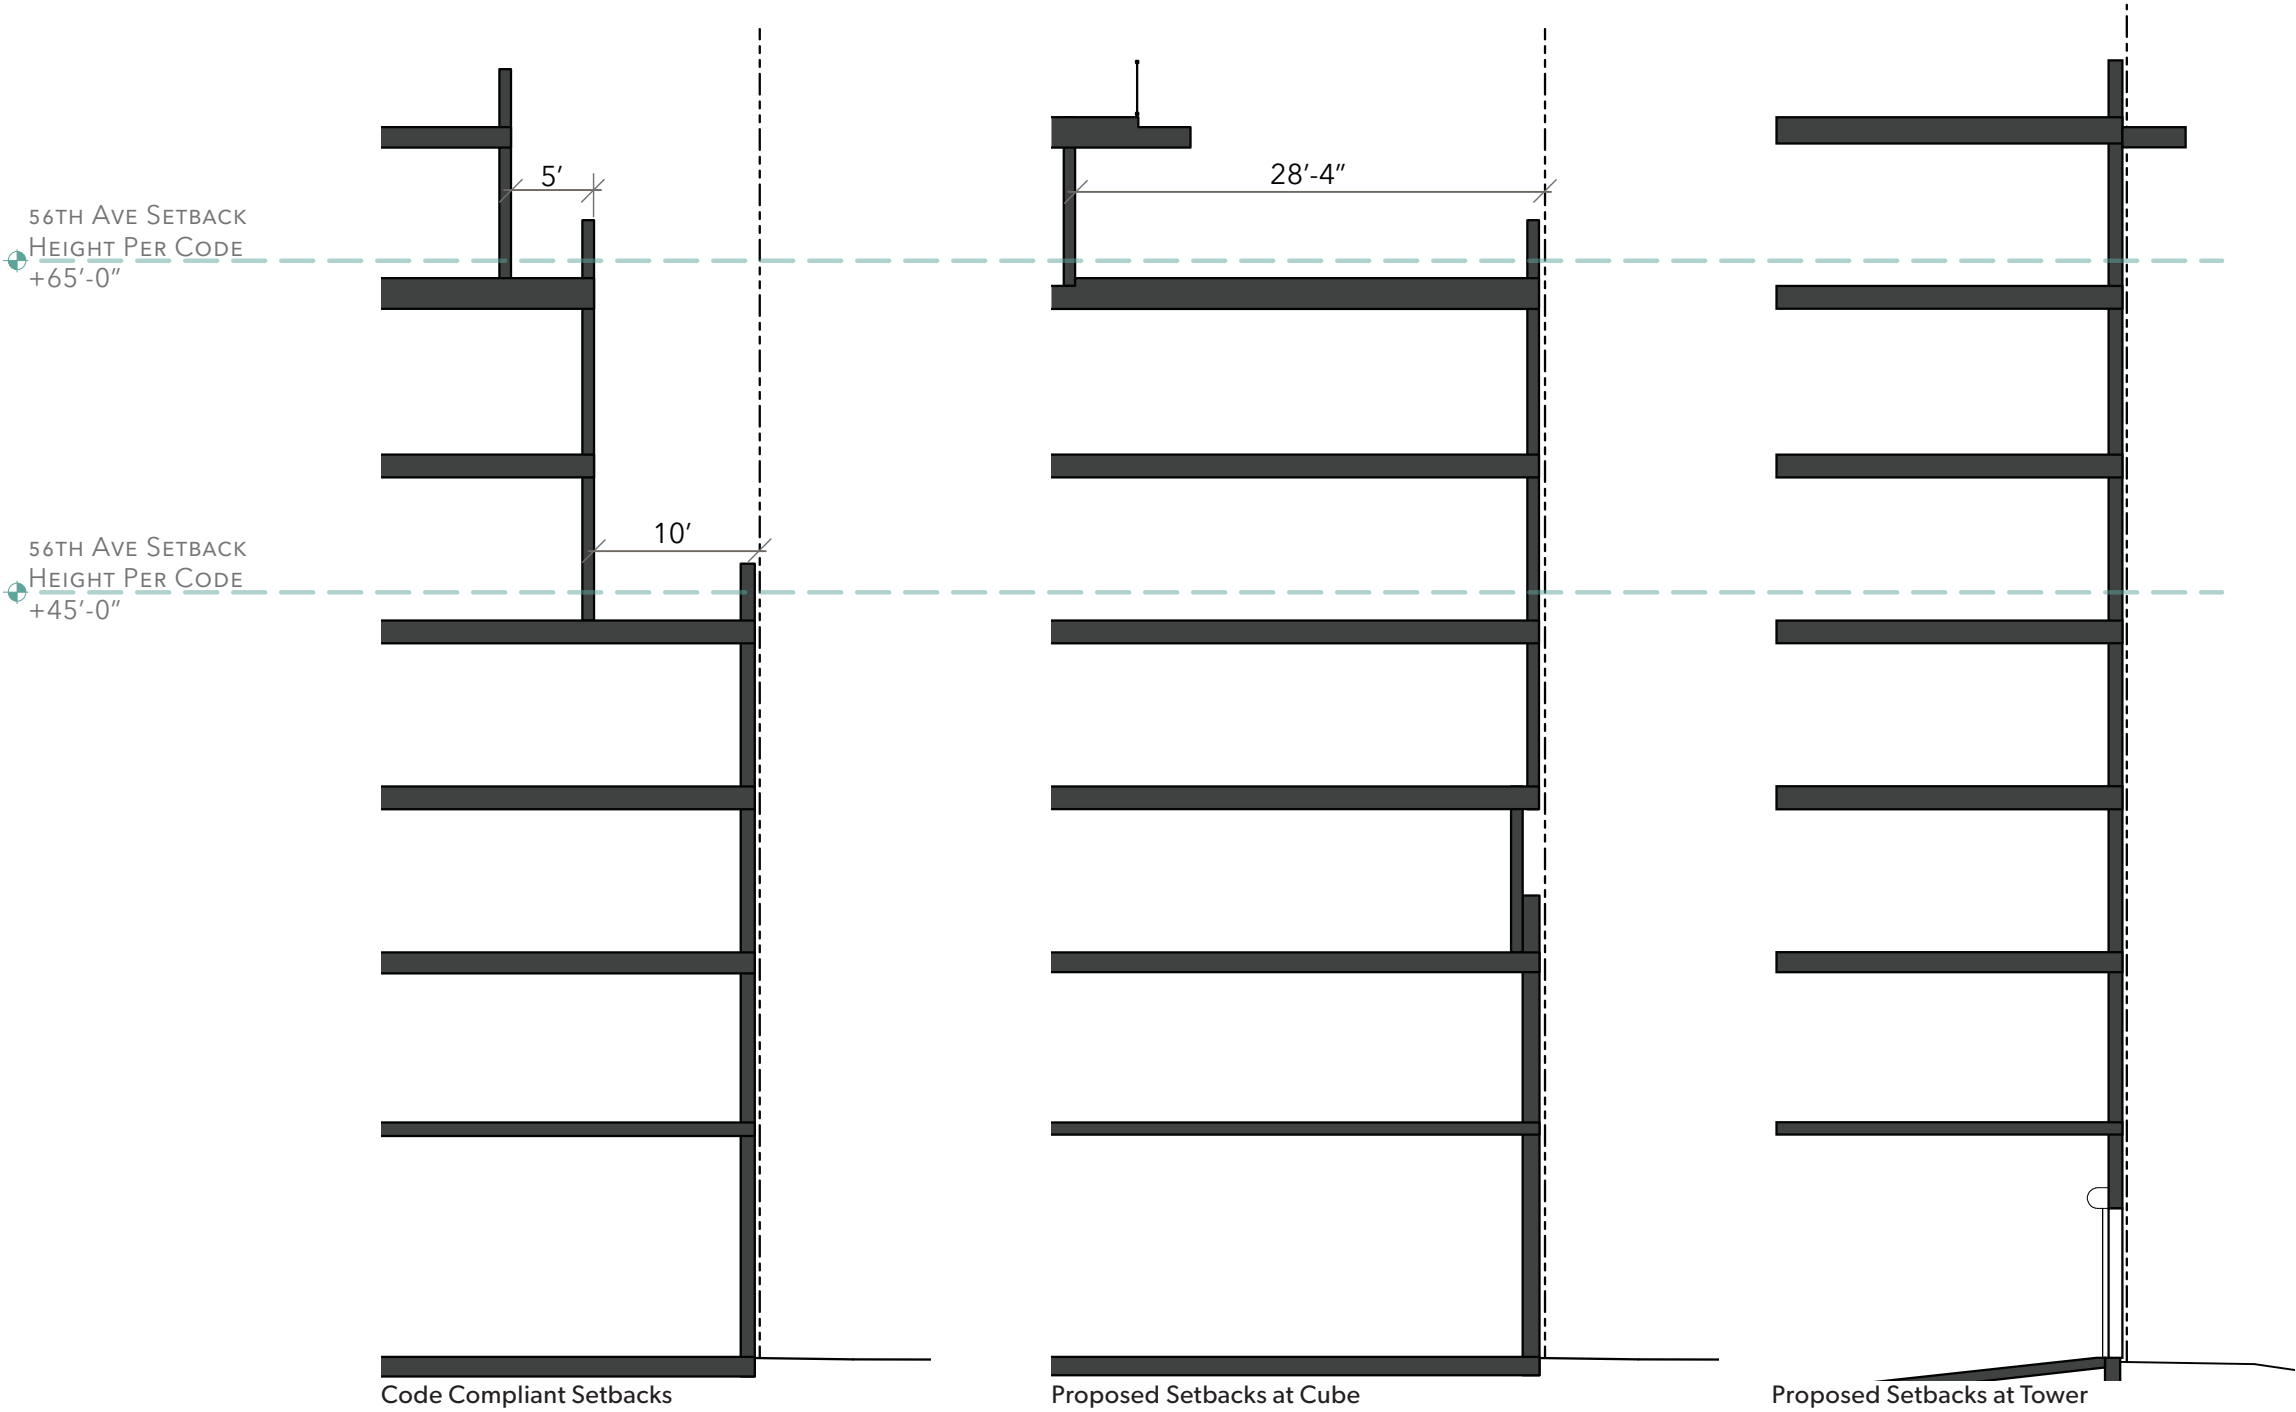 5’
28’-4”
56th Ave Setback
Height Per Code
+65’-0”
10’
56th Ave Setback
Height Per Code
+45’-0”
Code Compliant Setbacks
Proposed Setbacks at Cube
Proposed Setbacks at Tower